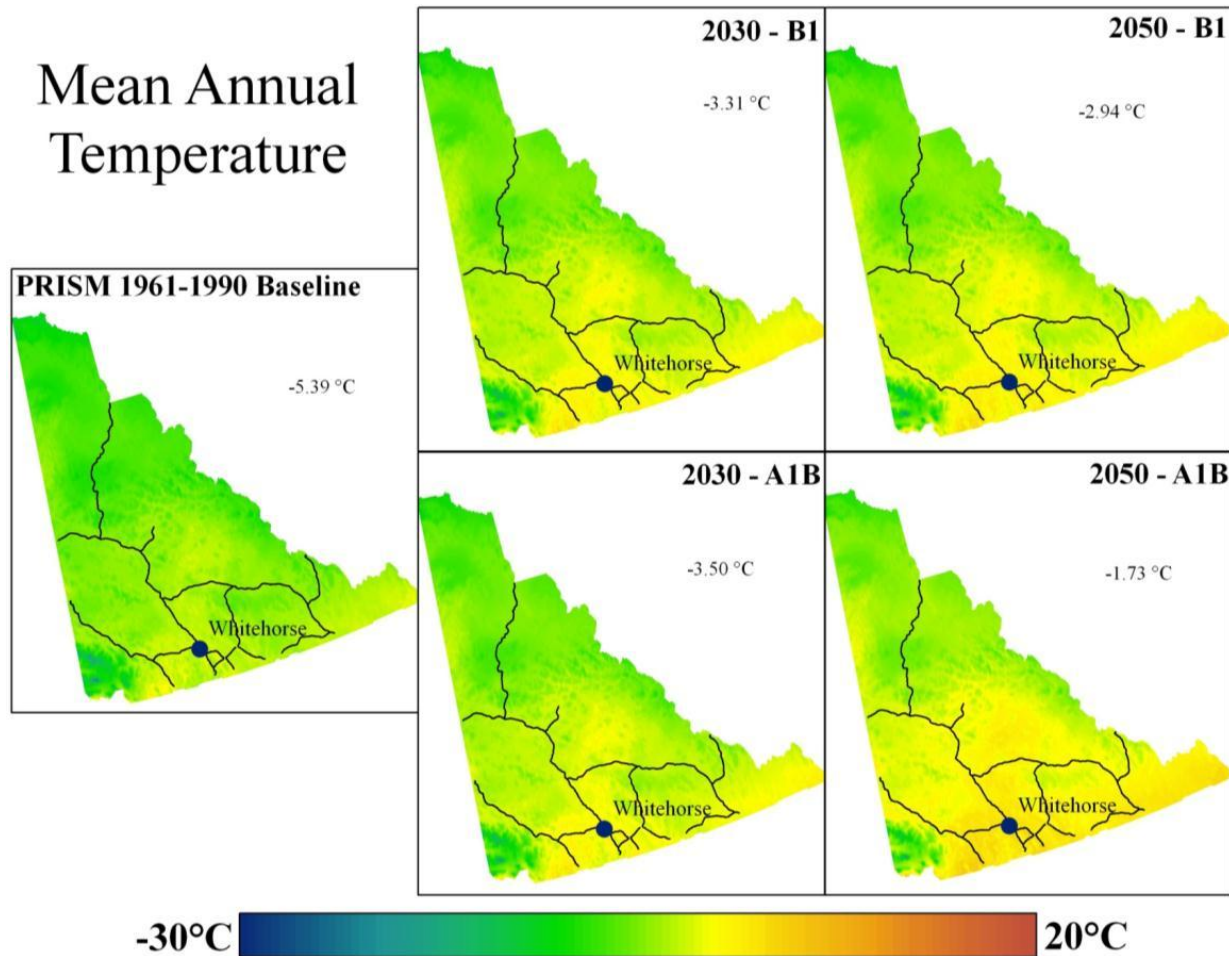 Mean Annual
Temperature
PRISM 1961-1990 Baseline
-5.39 °C
Whitehorse
2030 - B1
-3.31 °C
Whitehorse
2050 - B1
-2.94 °C
Whitehorse
2030 - A1B
-3.50 °C
Whitehorse
2050 - A1B
-1.73 °C
Whitehorse
-30°C
20°C